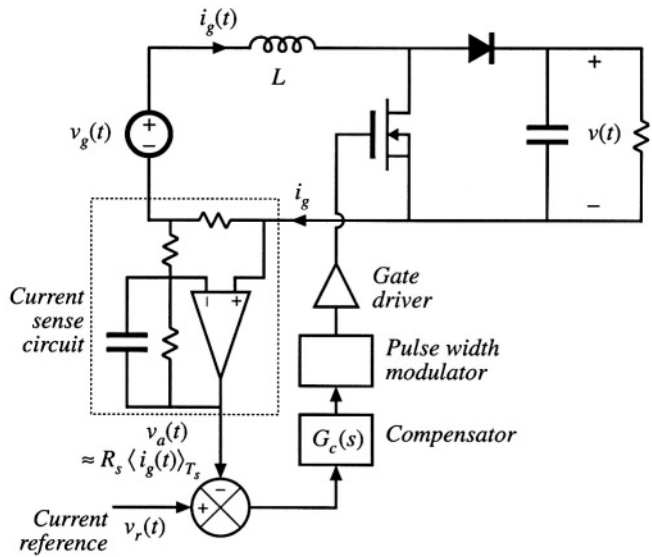 i_g(t)
L
v_g(t)
+
−
+
v(t)
−
i_g
Current
sense
circuit
−
+
Gate
driver
Pulse width
modulator
G_c(s)
Compensator
v_a(t)
≈ R_s ⟨i_g(t)⟩_{T_s}
−
+
Current
reference
v_r(t)